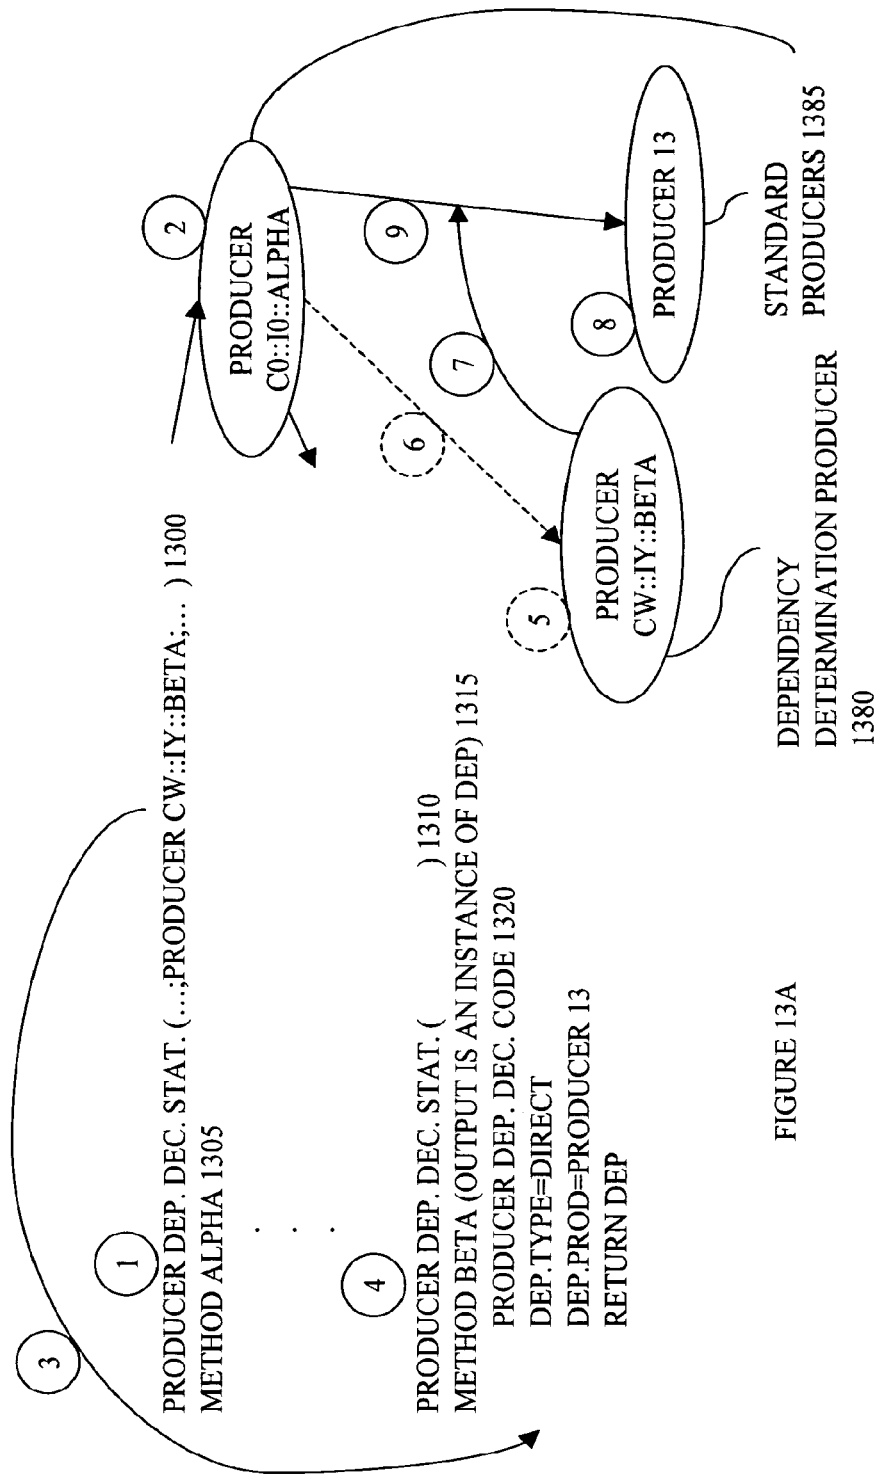 3
1
PRODUCER DEP. DEC. STAT. (…;PRODUCER CW::IY::BETA;… ) 1300
METHOD ALPHA 1305
.
.
.
4
PRODUCER DEP. DEC. STAT. ( ) 1310
METHOD BETA (OUTPUT IS AN INSTANCE OF DEP) 1315
PRODUCER DEP. DEC. CODE 1320
DEP.TYPE=DIRECT
DEP.PROD=PRODUCER 13
RETURN DEP
2
PRODUCER
C0::I0::ALPHA
6
9
7
5
PRODUCER
CW::IY::BETA
8
PRODUCER 13
DEPENDENCY
DETERMINATION PRODUCER
1380
STANDARD
PRODUCERS 1385
FIGURE 13A